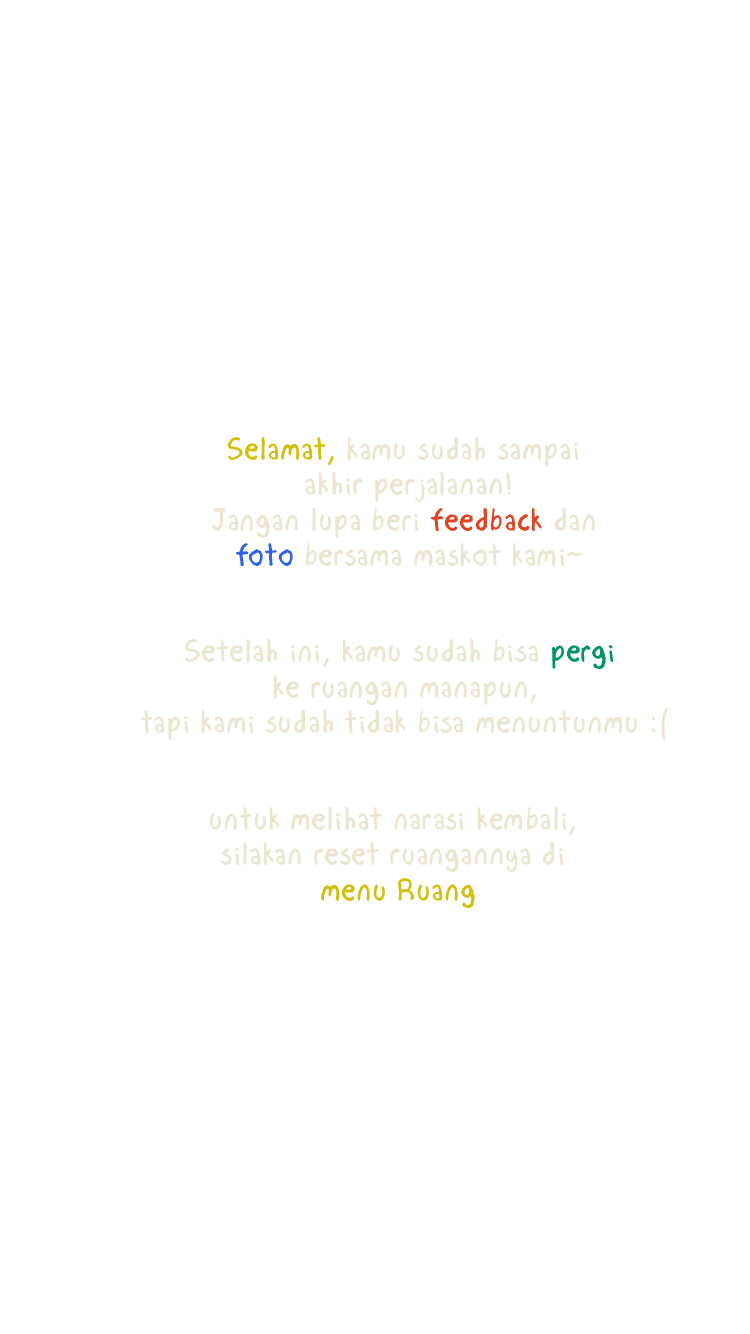 Selamat, kamu sudah sampai
akhir perjalanan!
Jangan lupa beri feedback dan
foto bersama maskot kami~
Setelah ini, kamu sudah bisa pergi
ke ruangan manapun,
tapi kami sudah tidak bisa menuntunmu :(
untuk melihat narasi kembali,
silakan reset ruangannya di
menu Ruang